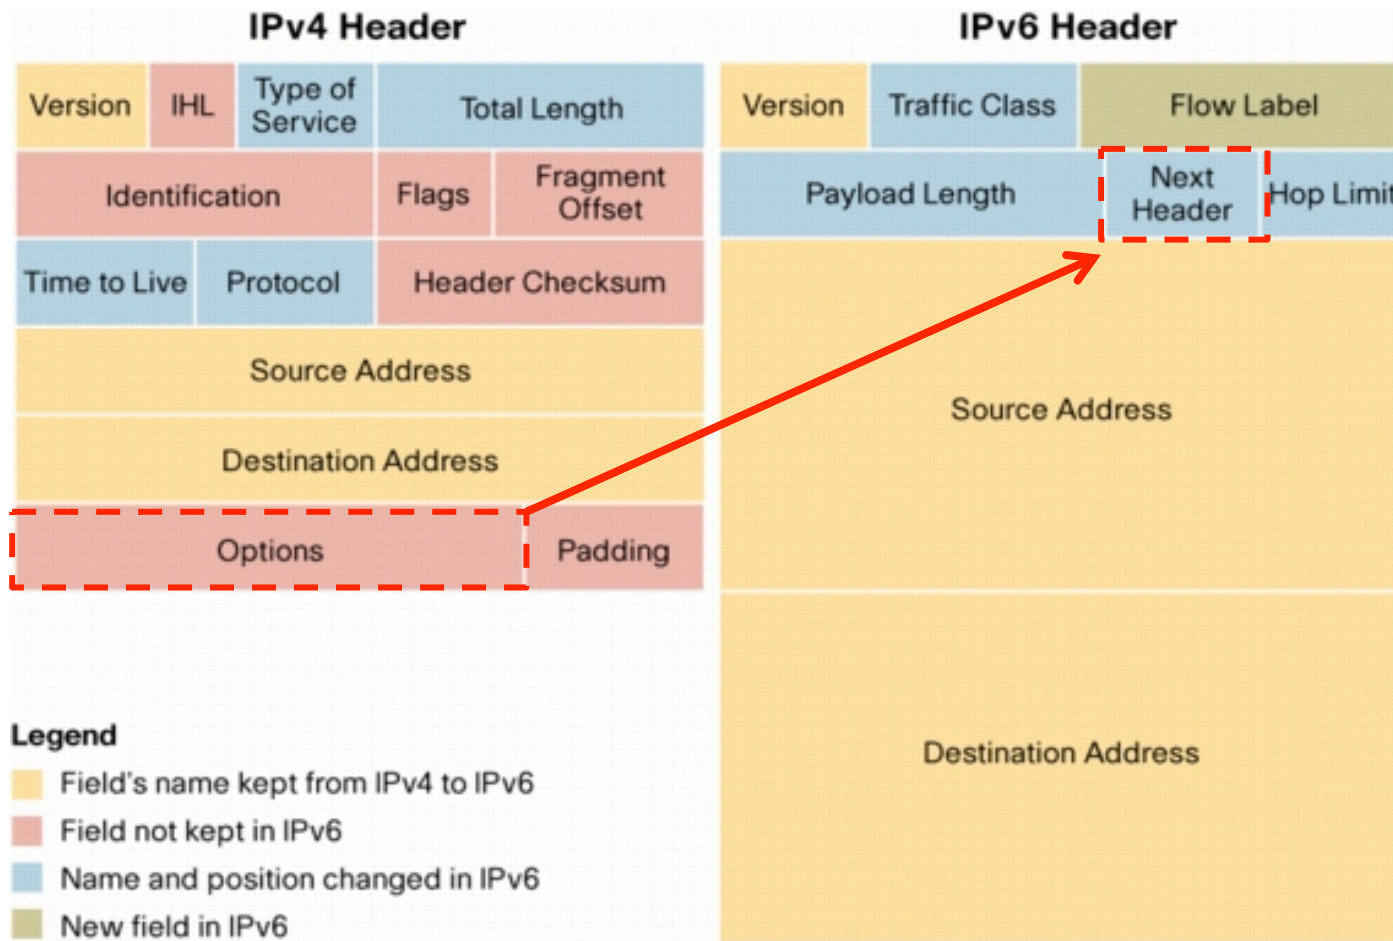 IPv4 Header
IPv6 Header
Version
IHL
Type of
Service
Total Length
Version
Traffic Class
Flow Label
Identification
Flags
Fragment
Offset
Payload Length
Next
Header
Hop Limit
Time to Live
Protocol
Header Checksum
Source Address
Source Address
Destination Address
Options
Padding
Destination Address
Legend
Field's name kept from IPv4 to IPv6
Field not kept in IPv6
Name and position changed in IPv6
New field in IPv6